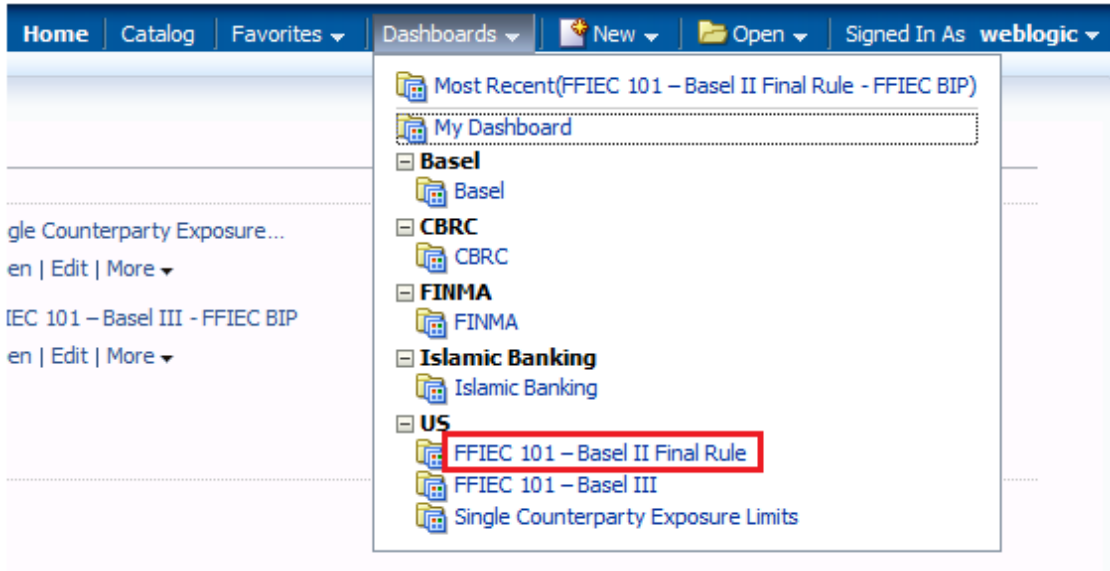 Home Catalog Favorites Dashboards New Open Signed In As weblogic
Most Recent(FFIEC 101 – Basel II Final Rule - FFIEC BIP)
My Dashboard
Basel
Basel
CBRC
CBRC
FINMA
FINMA
Islamic Banking
Islamic Banking
US
FFIEC 101 – Basel II Final Rule
FFIEC 101 – Basel III
Single Counterparty Exposure Limits
gle Counterparty Exposure...
en | Edit | More
IEC 101 – Basel III - FFIEC BIP
en | Edit | More